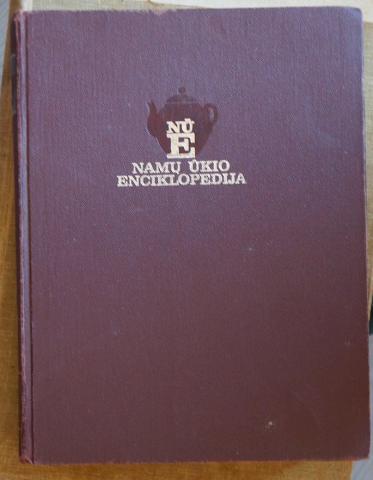 NŪ
E
NAMŲ ŪKIO
ENCIKLOPEDIJA